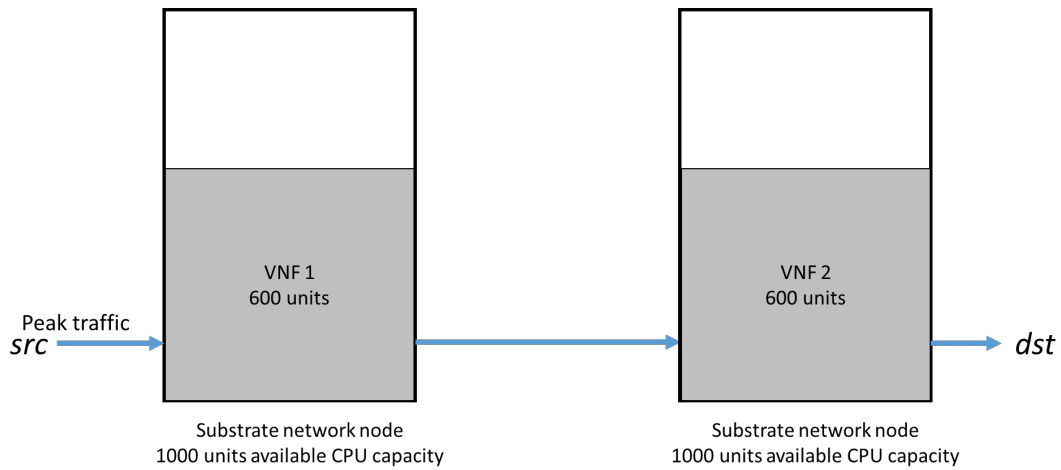 VNF 1
600 units
VNF 2
600 units
Peak traffic
src
dst
Substrate network node
1000 units available CPU capacity
Substrate network node
1000 units available CPU capacity